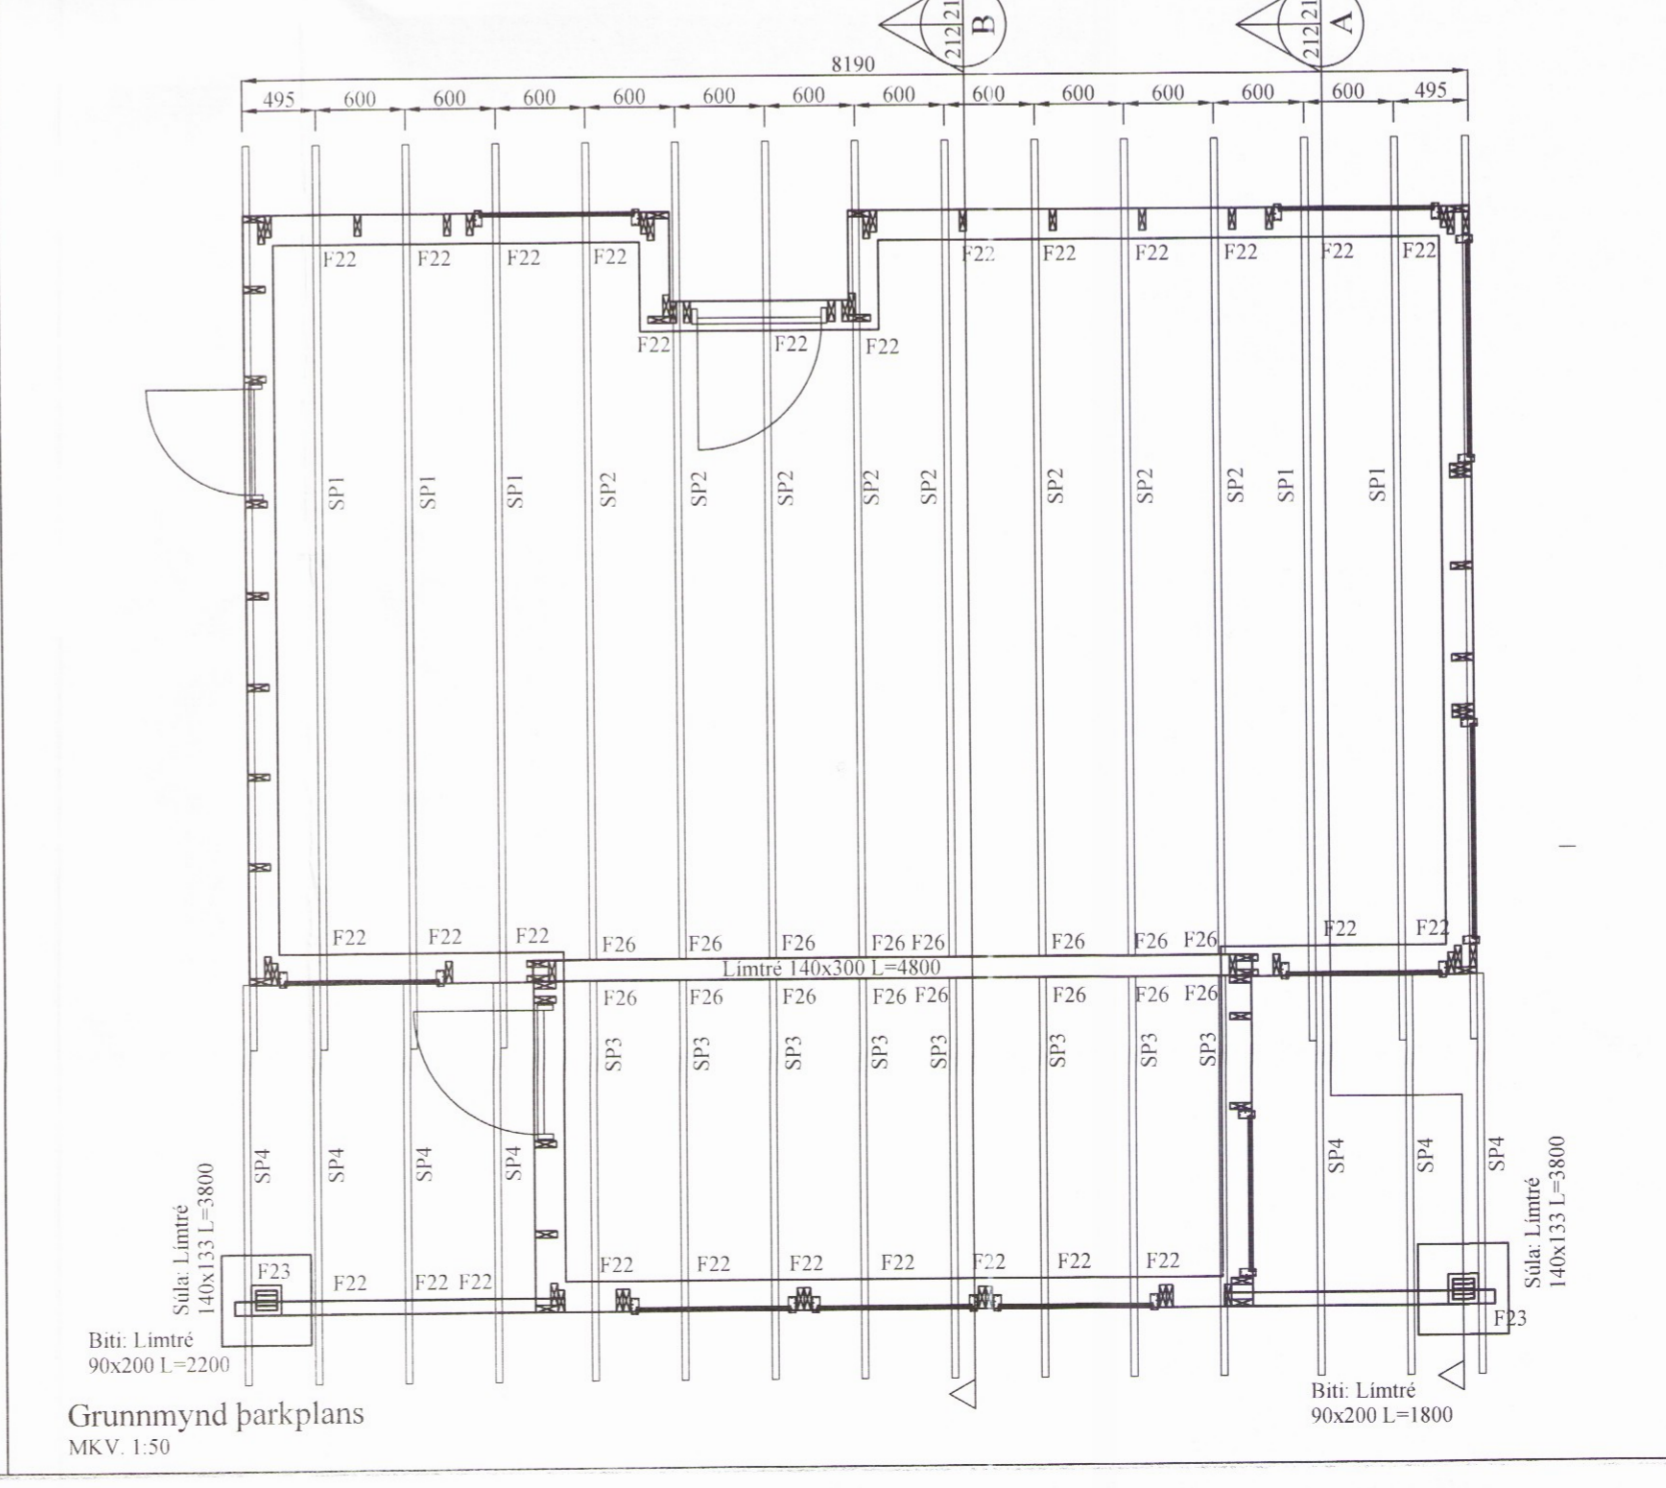 212 21
B
212 21
A
8190
495 600 600 600 600 600 600 600 600 600 600 600 600 495
F22 F22 F22 F22 F22 F22 F22 F22 F22 F22
F22 F22 F22
SP1 SP1 SP1 SP2 SP2 SP2 SP2 SP2 SP2 SP2 SP2 SP1 SP1
F22 F22 F22 F26 F26 F26 F26 F26 F26 F26 F26 F22 F22
Límtré 140x300 L=4800
F26 F26 F26 F26 F26 F26 F26 F26
SP3 SP3 SP3 SP3 SP3 SP3 SP3 SP3
SP4 SP4 SP4 SP4 SP4 SP4 SP4
Súla: Límtré
140x133 L=3800
Súla: Límtré
140x133 L=3800
F22 F22 F22 F22 F22 F22 F22
F23 F22 F22 F22
F23
Biti: Límtré
90x200 L=2200
Biti: Límtré
90x200 L=1800
Grunnmynd þarkplans
MKV. 1:50